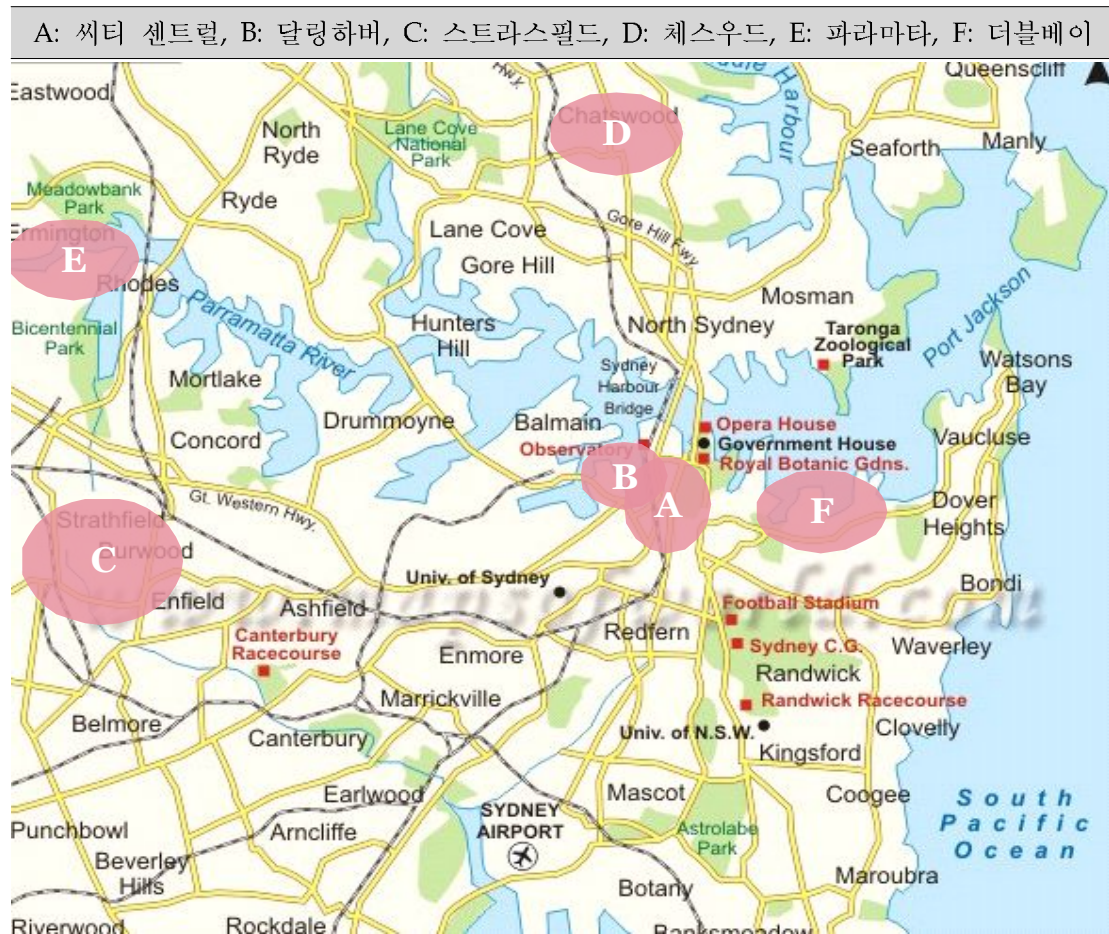 A: 씨티 센트럴, B: 달링하버, C: 스트라스필드, D: 체스우드, E: 파라마타, F: 더블베이
Hwy.
Harbour
Queenscliff
Eastwood
Chatswood
D
North
Ryde
Lane Cove
National
Park
Seaforth
Manly
Meadowbank
Park
Ryde
Ermington
E
Lane Cove
Gore Hill Fwy
Gore Hill
Rhodes
Parramatta River
Mosman
Port Jackson
Bicentennial
Park
Hunters
Hill
North Sydney
Taronga
Zoological
Park
Sydney
Harbour
Bridge
Watsons
Bay
Mortlake
Drummoyne
Balmain
Opera House
Concord
Observatory
Government House
Vaucluse
Royal Botanic Gdns.
B
A
F
Gt. Western Hwy.
Dover
Heights
Strathfield
C
Burwood
Univ. of Sydney
Bondi
Enfield
Ashfield
Football Stadium
Canterbury
Racecourse
Redfern
Sydney C.G.
Waverley
Enmore
Randwick
Marrickville
Randwick Racecourse
Belmore
Canterbury
Univ. of N.S.W.
Clovelly
Kingsford
Earlwood
SYDNEY
AIRPORT
Mascot
Coogee
South
Pacific
Ocean
Punchbowl
Arncliffe
Astrolabe
Park
Beverley
Hills
Botany
Maroubra
Riverwood
Rockdale
Banksmeadow